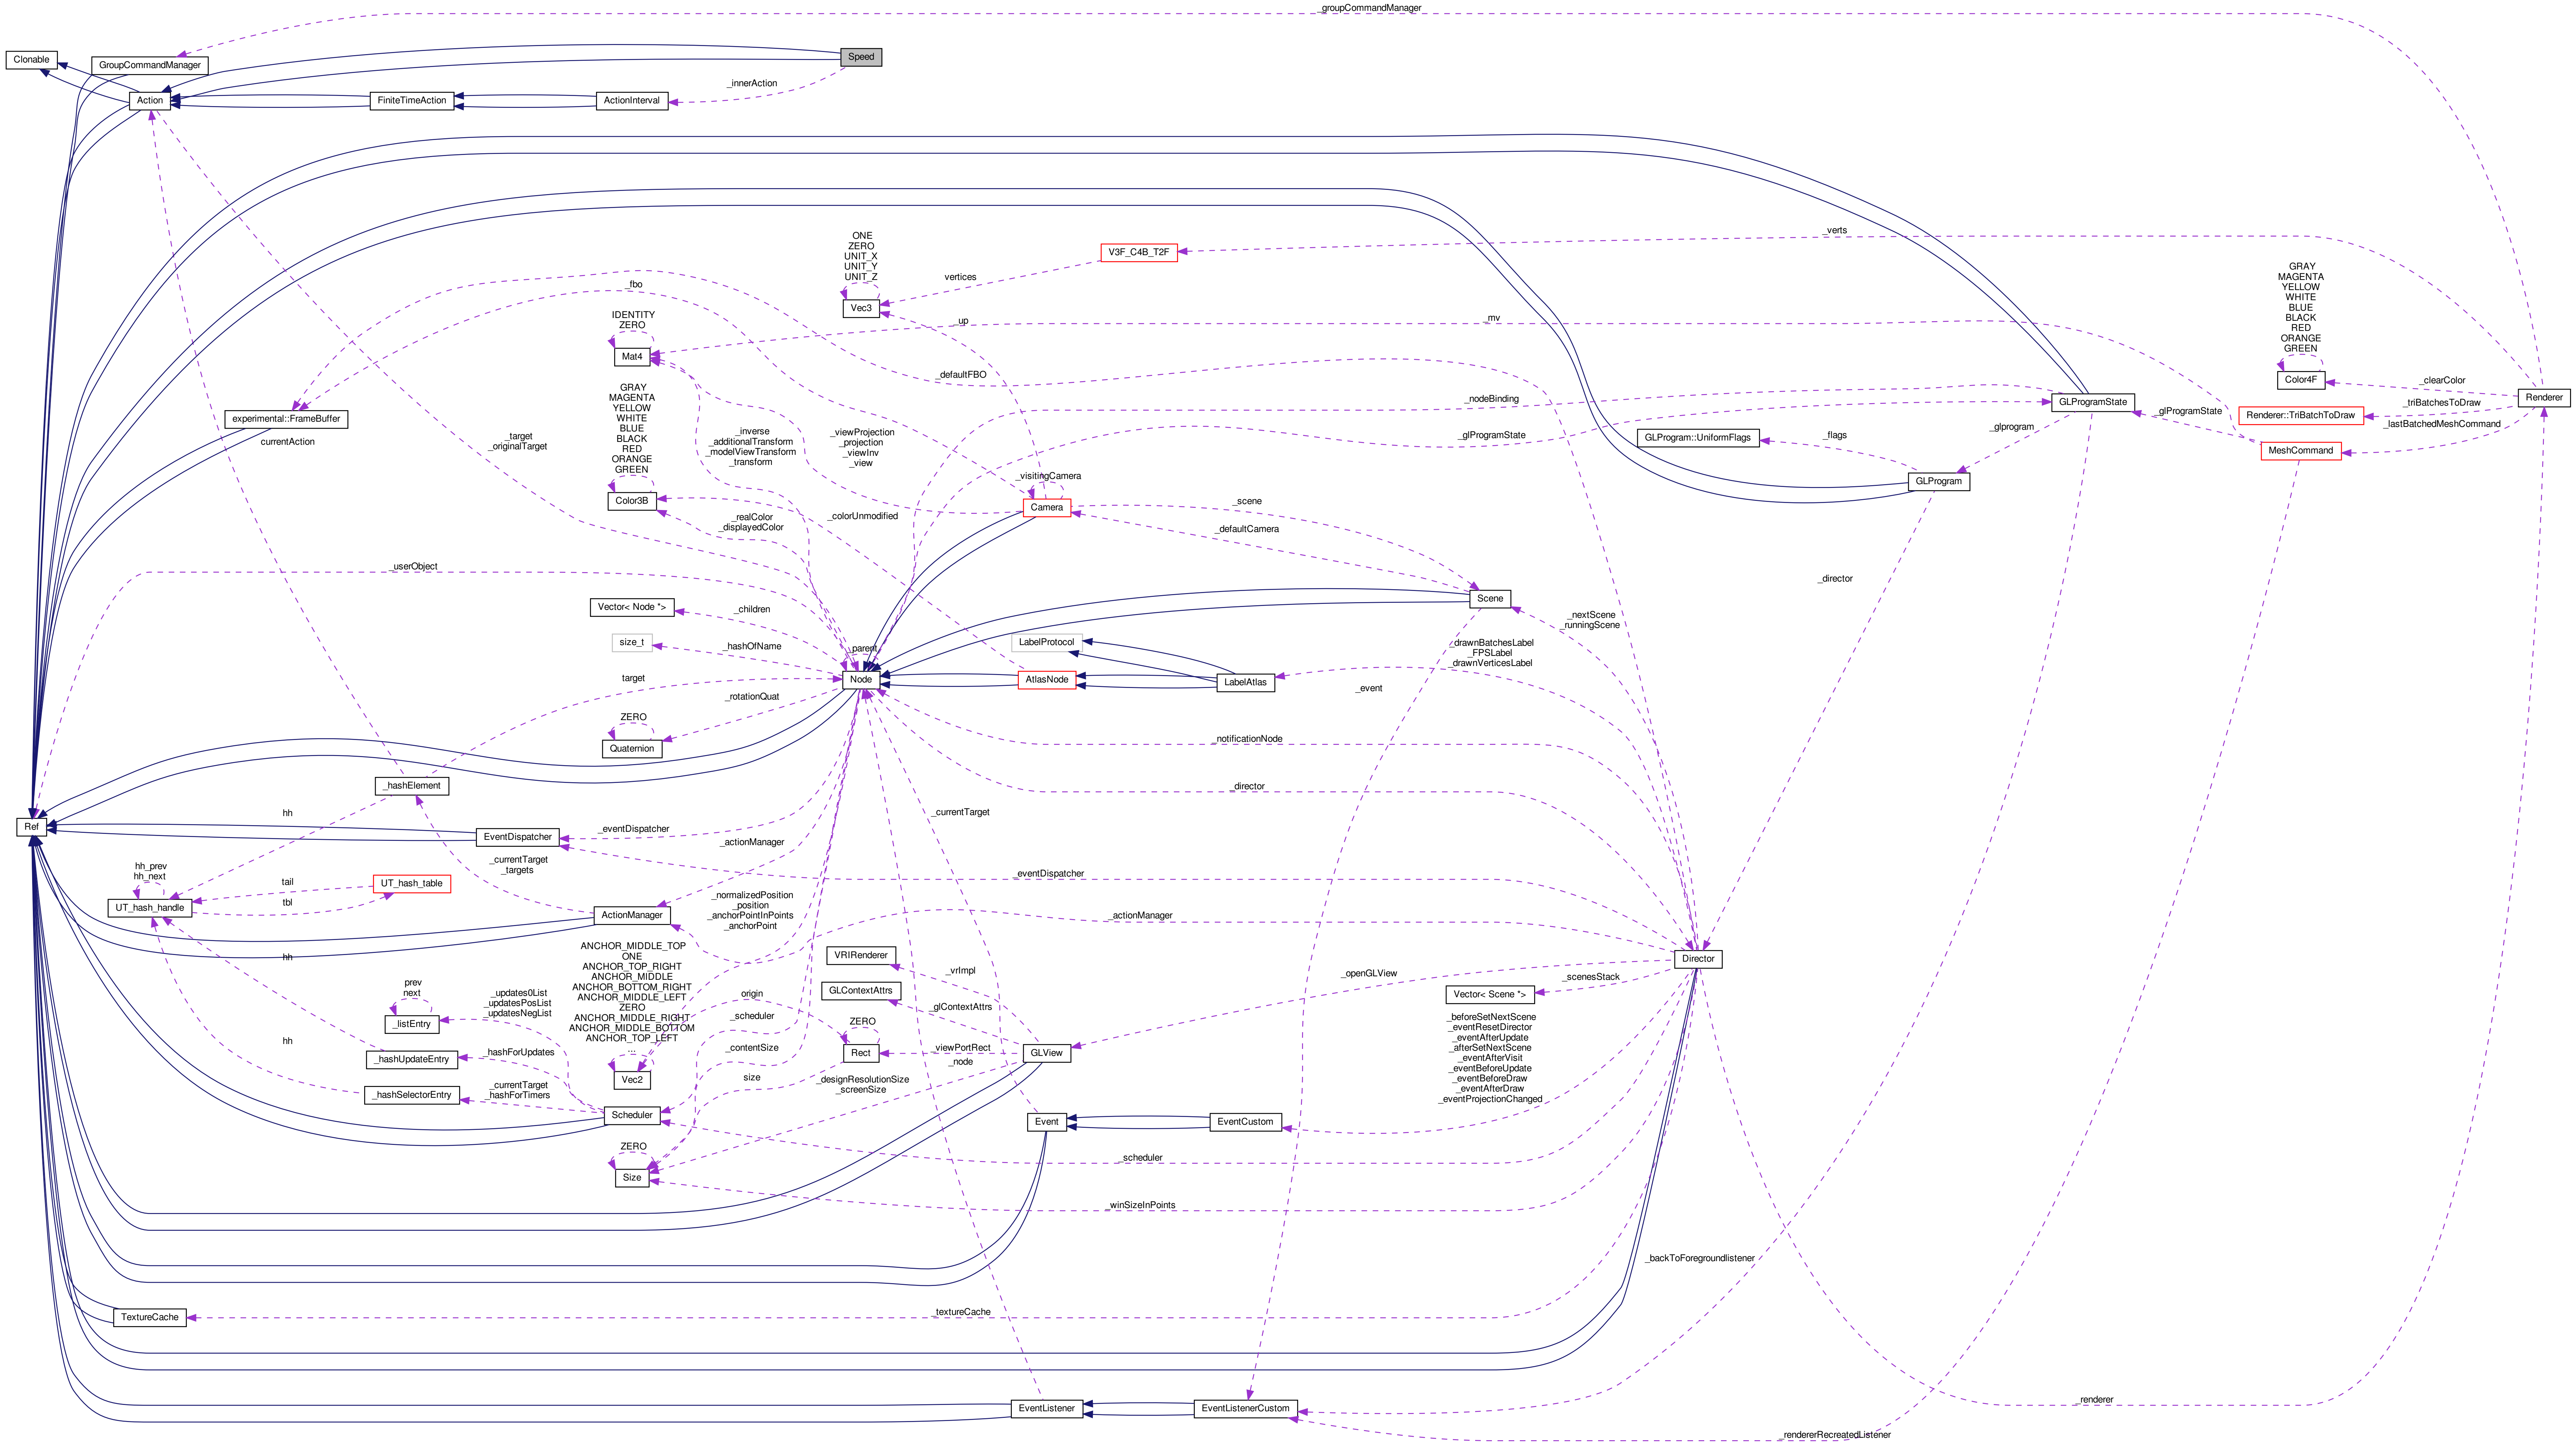 _groupCommandManager
Clonable
GroupCommandManager
Speed
_innerAction
Action
FiniteTimeAction
ActionInterval
ONE
ZERO
UNIT_X
UNIT_Y
UNIT_Z
Vec3
vertices
V3F_C4B_T2F
_verts
_fbo
IDENTITY
ZERO
Mat4
_up
_mv
GRAY
MAGENTA
YELLOW
WHITE
BLUE
BLACK
RED
ORANGE
GREEN
Color4F
_clearColor
Renderer
_defaultFBO
GRAY
MAGENTA
YELLOW
WHITE
BLUE
BLACK
RED
ORANGE
GREEN
Color3B
_nodeBinding
GLProgramState
_glProgramState
Renderer::TriBatchToDraw
_triBatchesToDraw
_lastBatchedMeshCommand
MeshCommand
experimental::FrameBuffer
currentAction
_target
_originalTarget
_inverse
_additionalTransform
_modelViewTransform
_transform
_viewProjection
_projection
_viewInv
_view
_glProgramState
_glprogram
GLProgram::UniformFlags
_flags
GLProgram
_visitingCamera
Camera
_scene
_defaultCamera
_realColor
_displayedColor
_colorUnmodified
_userObject
_director
Vector< Node *>
_children
Scene
_nextScene
_runningScene
size_t
_hashOfName
_parent
LabelProtocol
_drawnBatchesLabel
_FPSLabel
_drawnVerticesLabel
target
Node
AtlasNode
LabelAtlas
_event
_rotationQuat
ZERO
Quaternion
_notificationNode
_hashElement
_director
hh
_currentTarget
Ref
EventDispatcher
_eventDispatcher
_actionManager
hh_prev
hh_next
UT_hash_handle
tail
tbl
UT_hash_table
_currentTarget
_targets
_eventDispatcher
ActionManager
_normalizedPosition
_position
_anchorPointInPoints
_anchorPoint
_actionManager
hh
ANCHOR_MIDDLE_TOP
ONE
ANCHOR_TOP_RIGHT
ANCHOR_MIDDLE
ANCHOR_BOTTOM_RIGHT
ANCHOR_MIDDLE_LEFT
ZERO
ANCHOR_MIDDLE_RIGHT
ANCHOR_MIDDLE_BOTTOM
ANCHOR_TOP_LEFT
...
Vec2
VRIRenderer
_vrImpl
Director
_openGLView
_scenesStack
Vector< Scene *>
prev
next
_listEntry
_updates0List
_updatesPosList
_updatesNegList
origin
GLContextAttrs
_glContextAttrs
_scheduler
ZERO
Rect
_viewPortRect
_node
GLView
_beforeSetNextScene
_eventResetDirector
_eventAfterUpdate
_afterSetNextScene
_eventAfterVisit
_eventBeforeUpdate
_eventBeforeDraw
_eventAfterDraw
_eventProjectionChanged
hh
_hashUpdateEntry
_hashForUpdates
_contentSize
size
_designResolutionSize
_screenSize
_hashSelectorEntry
_currentTarget
_hashForTimers
Scheduler
Event
EventCustom
ZERO
Size
_scheduler
_winSizeInPoints
_backToForegroundlistener
TextureCache
_textureCache
EventListener
EventListenerCustom
_renderer
_rendererRecreatedListener